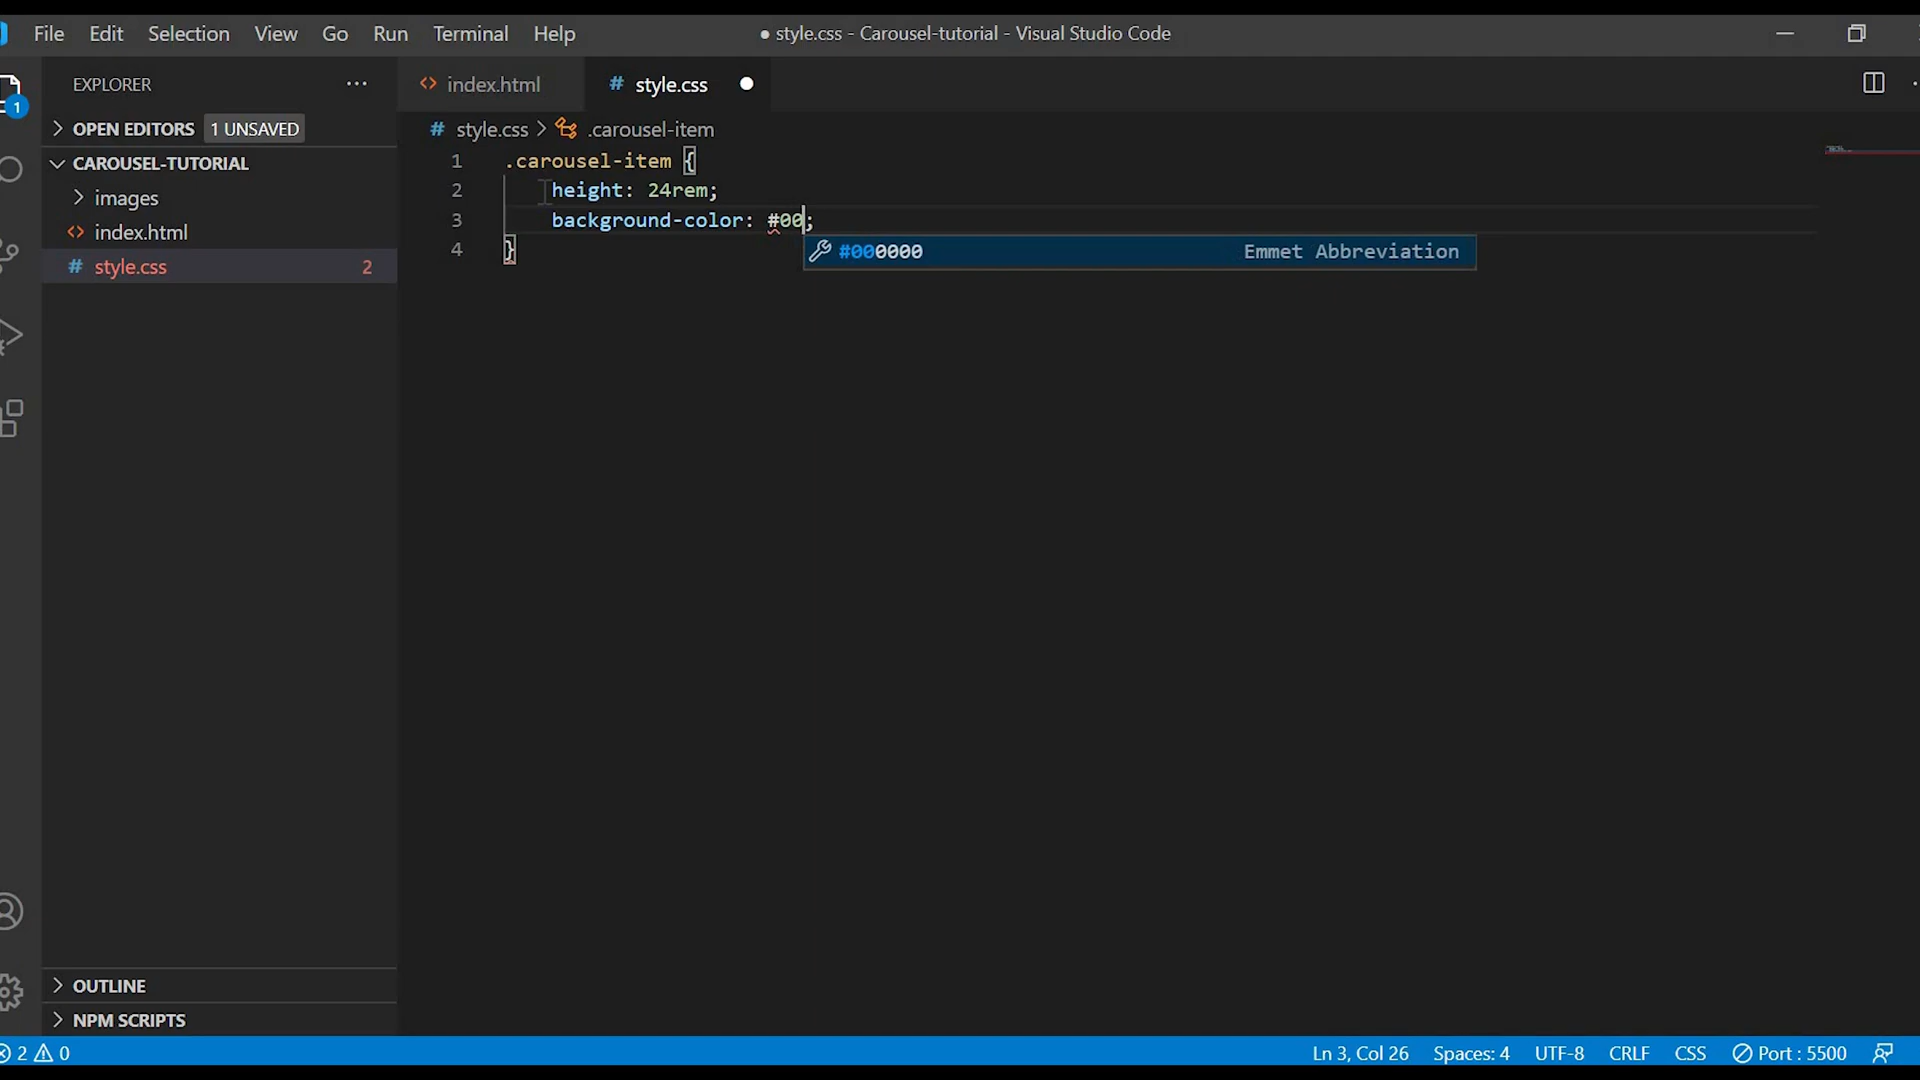 File Edit Selection View Go Run Terminal Help
● style.css - Carousel-tutorial - Visual Studio Code
1
EXPLORER ···
OPEN EDITORS 1 UNSAVED
CAROUSEL-TUTORIAL
images
<> index.html
# style.css 2
OUTLINE
NPM SCRIPTS
<> index.html
# style.css ●
# style.css > .carousel-item
1 .carousel-item {
2 height: 24rem;
3 background-color: #00;
4 }
#000000 Emmet Abbreviation
2 0
Ln 3, Col 26 Spaces: 4 UTF-8 CRLF CSS Port : 5500